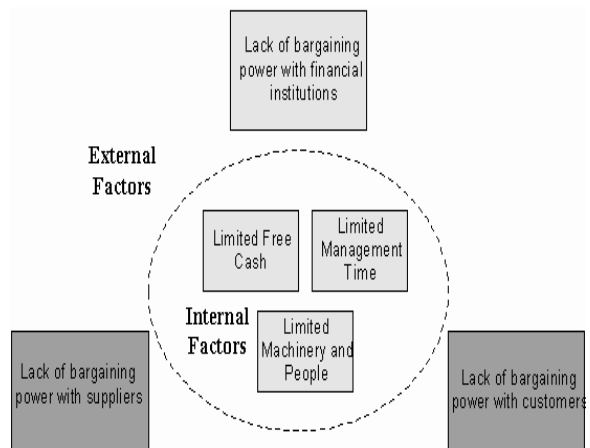 Lack of bargaining
power with financial
institutions
External
Factors
Limited Free
Cash
Limited
Management
Time
Internal
Factors
Limited
Machinery and
People
Lack of bargaining
power with suppliers
Lack of bargaining
power with customers